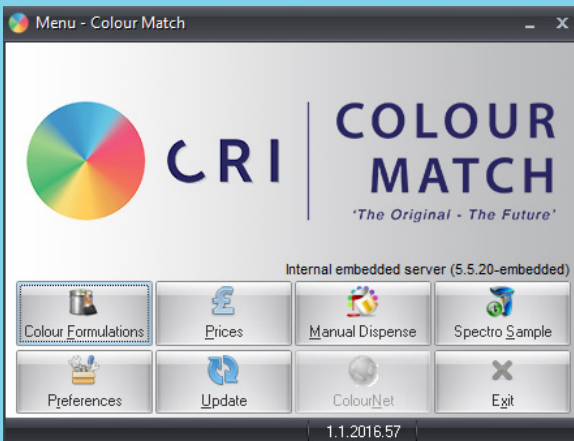 Menu - Colour Match
CRI
COLOUR
MATCH
'The Original - The Future'
Internal embedded server (5.5.20-embedded)
Colour Formulations
Prices
Manual Dispense
Spectro Sample
Preferences
Update
ColourNet
Exit
1.1.2016.57